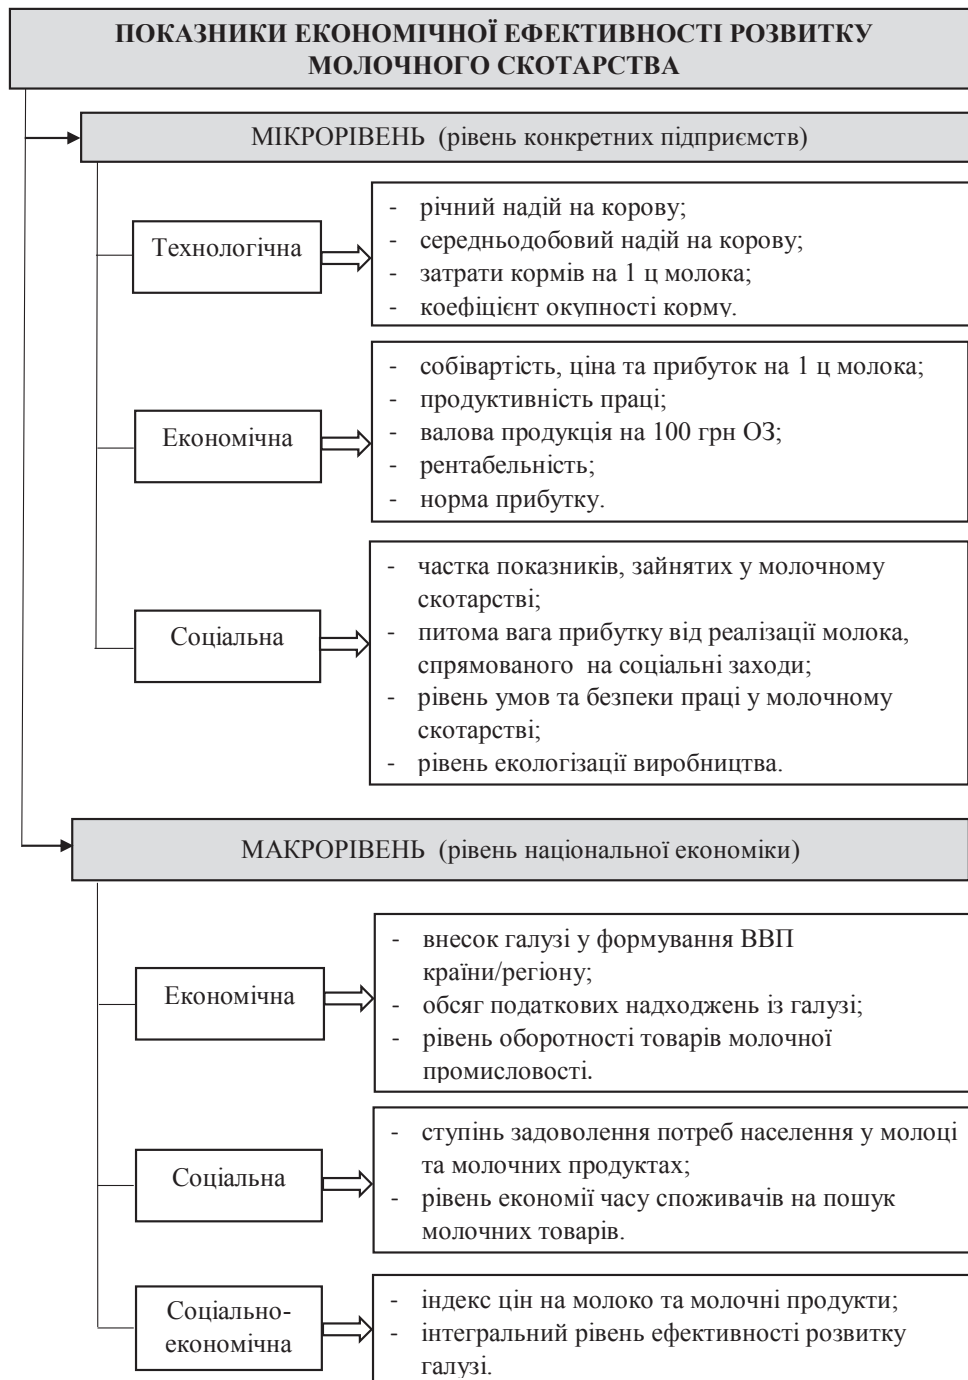 ПОКАЗНИКИ ЕКОНОМІЧНОЇ ЕФЕКТИВНОСТІ РОЗВИТКУ
МОЛОЧНОГО СКОТАРСТВА
МІКРОРІВЕНЬ (рівень конкретних підприємств)
Технологічна
- річний надій на корову;
- середньодобовий надій на корову;
- затрати кормів на 1 ц молока;
- коефіцієнт окупності корму.
Економічна
- собівартість, ціна та прибуток на 1 ц молока;
- продуктивність праці;
- валова продукція на 100 грн ОЗ;
- рентабельність;
- норма прибутку.
Соціальна
- частка показників, зайнятих у молочному
скотарстві;
- питома вага прибутку від реалізації молока,
спрямованого на соціальні заходи;
- рівень умов та безпеки праці у молочному
скотарстві;
- рівень екологізації виробництва.
МАКРОРІВЕНЬ (рівень національної економіки)
Економічна
- внесок галузі у формування ВВП
країни/регіону;
- обсяг податкових надходжень із галузі;
- рівень оборотності товарів молочної
промисловості.
Соціальна
- ступінь задоволення потреб населення у молоці
та молочних продуктах;
- рівень економії часу споживачів на пошук
молочних товарів.
Соціально-
економічна
- індекс цін на молоко та молочні продукти;
- інтегральний рівень ефективності розвитку
галузі.